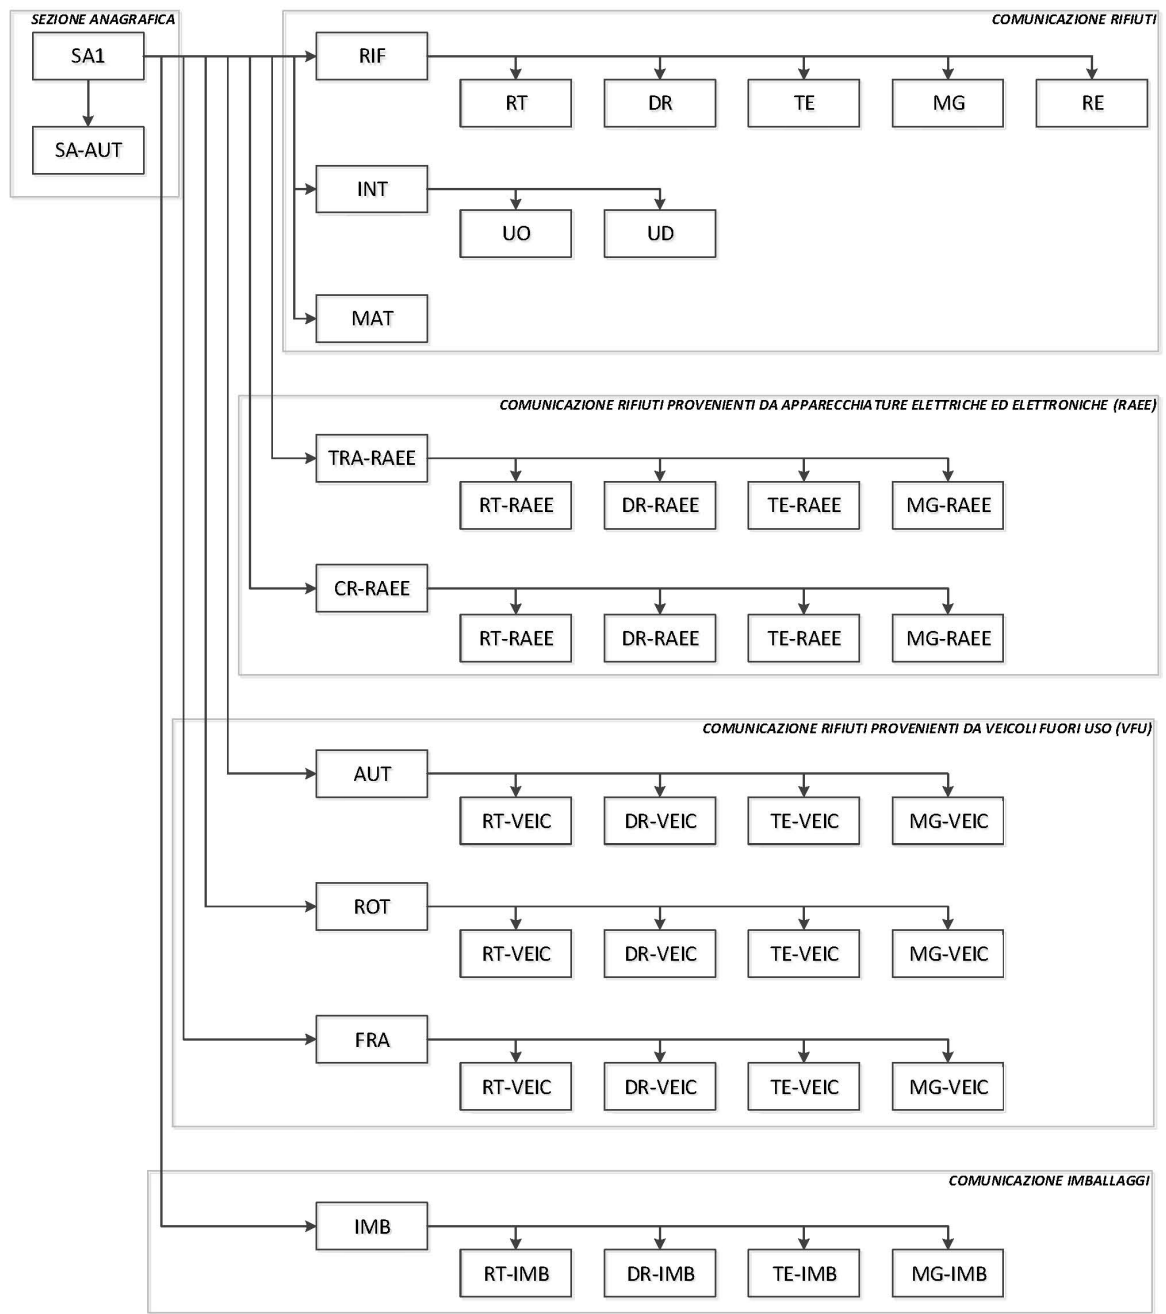 SEZIONE ANAGRAFICA
SA1
SA-AUT
COMUNICAZIONE RIFIUTI
RIF
RT
DR
TE
MG
RE
INT
UO
UD
MAT
COMUNICAZIONE RIFIUTI PROVENIENTI DA APPARECCHIATURE ELETTRICHE ED ELETTRONICHE (RAEE)
TRA-RAEE
RT-RAEE
DR-RAEE
TE-RAEE
MG-RAEE
CR-RAEE
RT-RAEE
DR-RAEE
TE-RAEE
MG-RAEE
COMUNICAZIONE RIFIUTI PROVENIENTI DA VEICOLI FUORI USO (VFU)
AUT
RT-VEIC
DR-VEIC
TE-VEIC
MG-VEIC
ROT
RT-VEIC
DR-VEIC
TE-VEIC
MG-VEIC
FRA
RT-VEIC
DR-VEIC
TE-VEIC
MG-VEIC
COMUNICAZIONE IMBALLAGGI
IMB
RT-IMB
DR-IMB
TE-IMB
MG-IMB